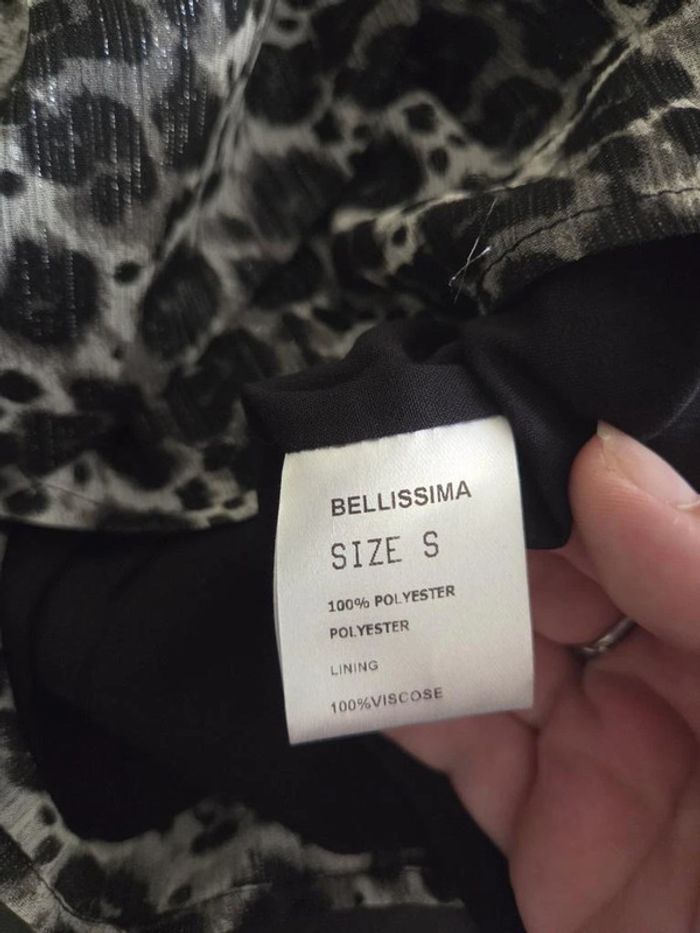 BELLISSIMA
SIZE S
100% POLYESTER
POLYESTER
LINING
100%VISCOSE